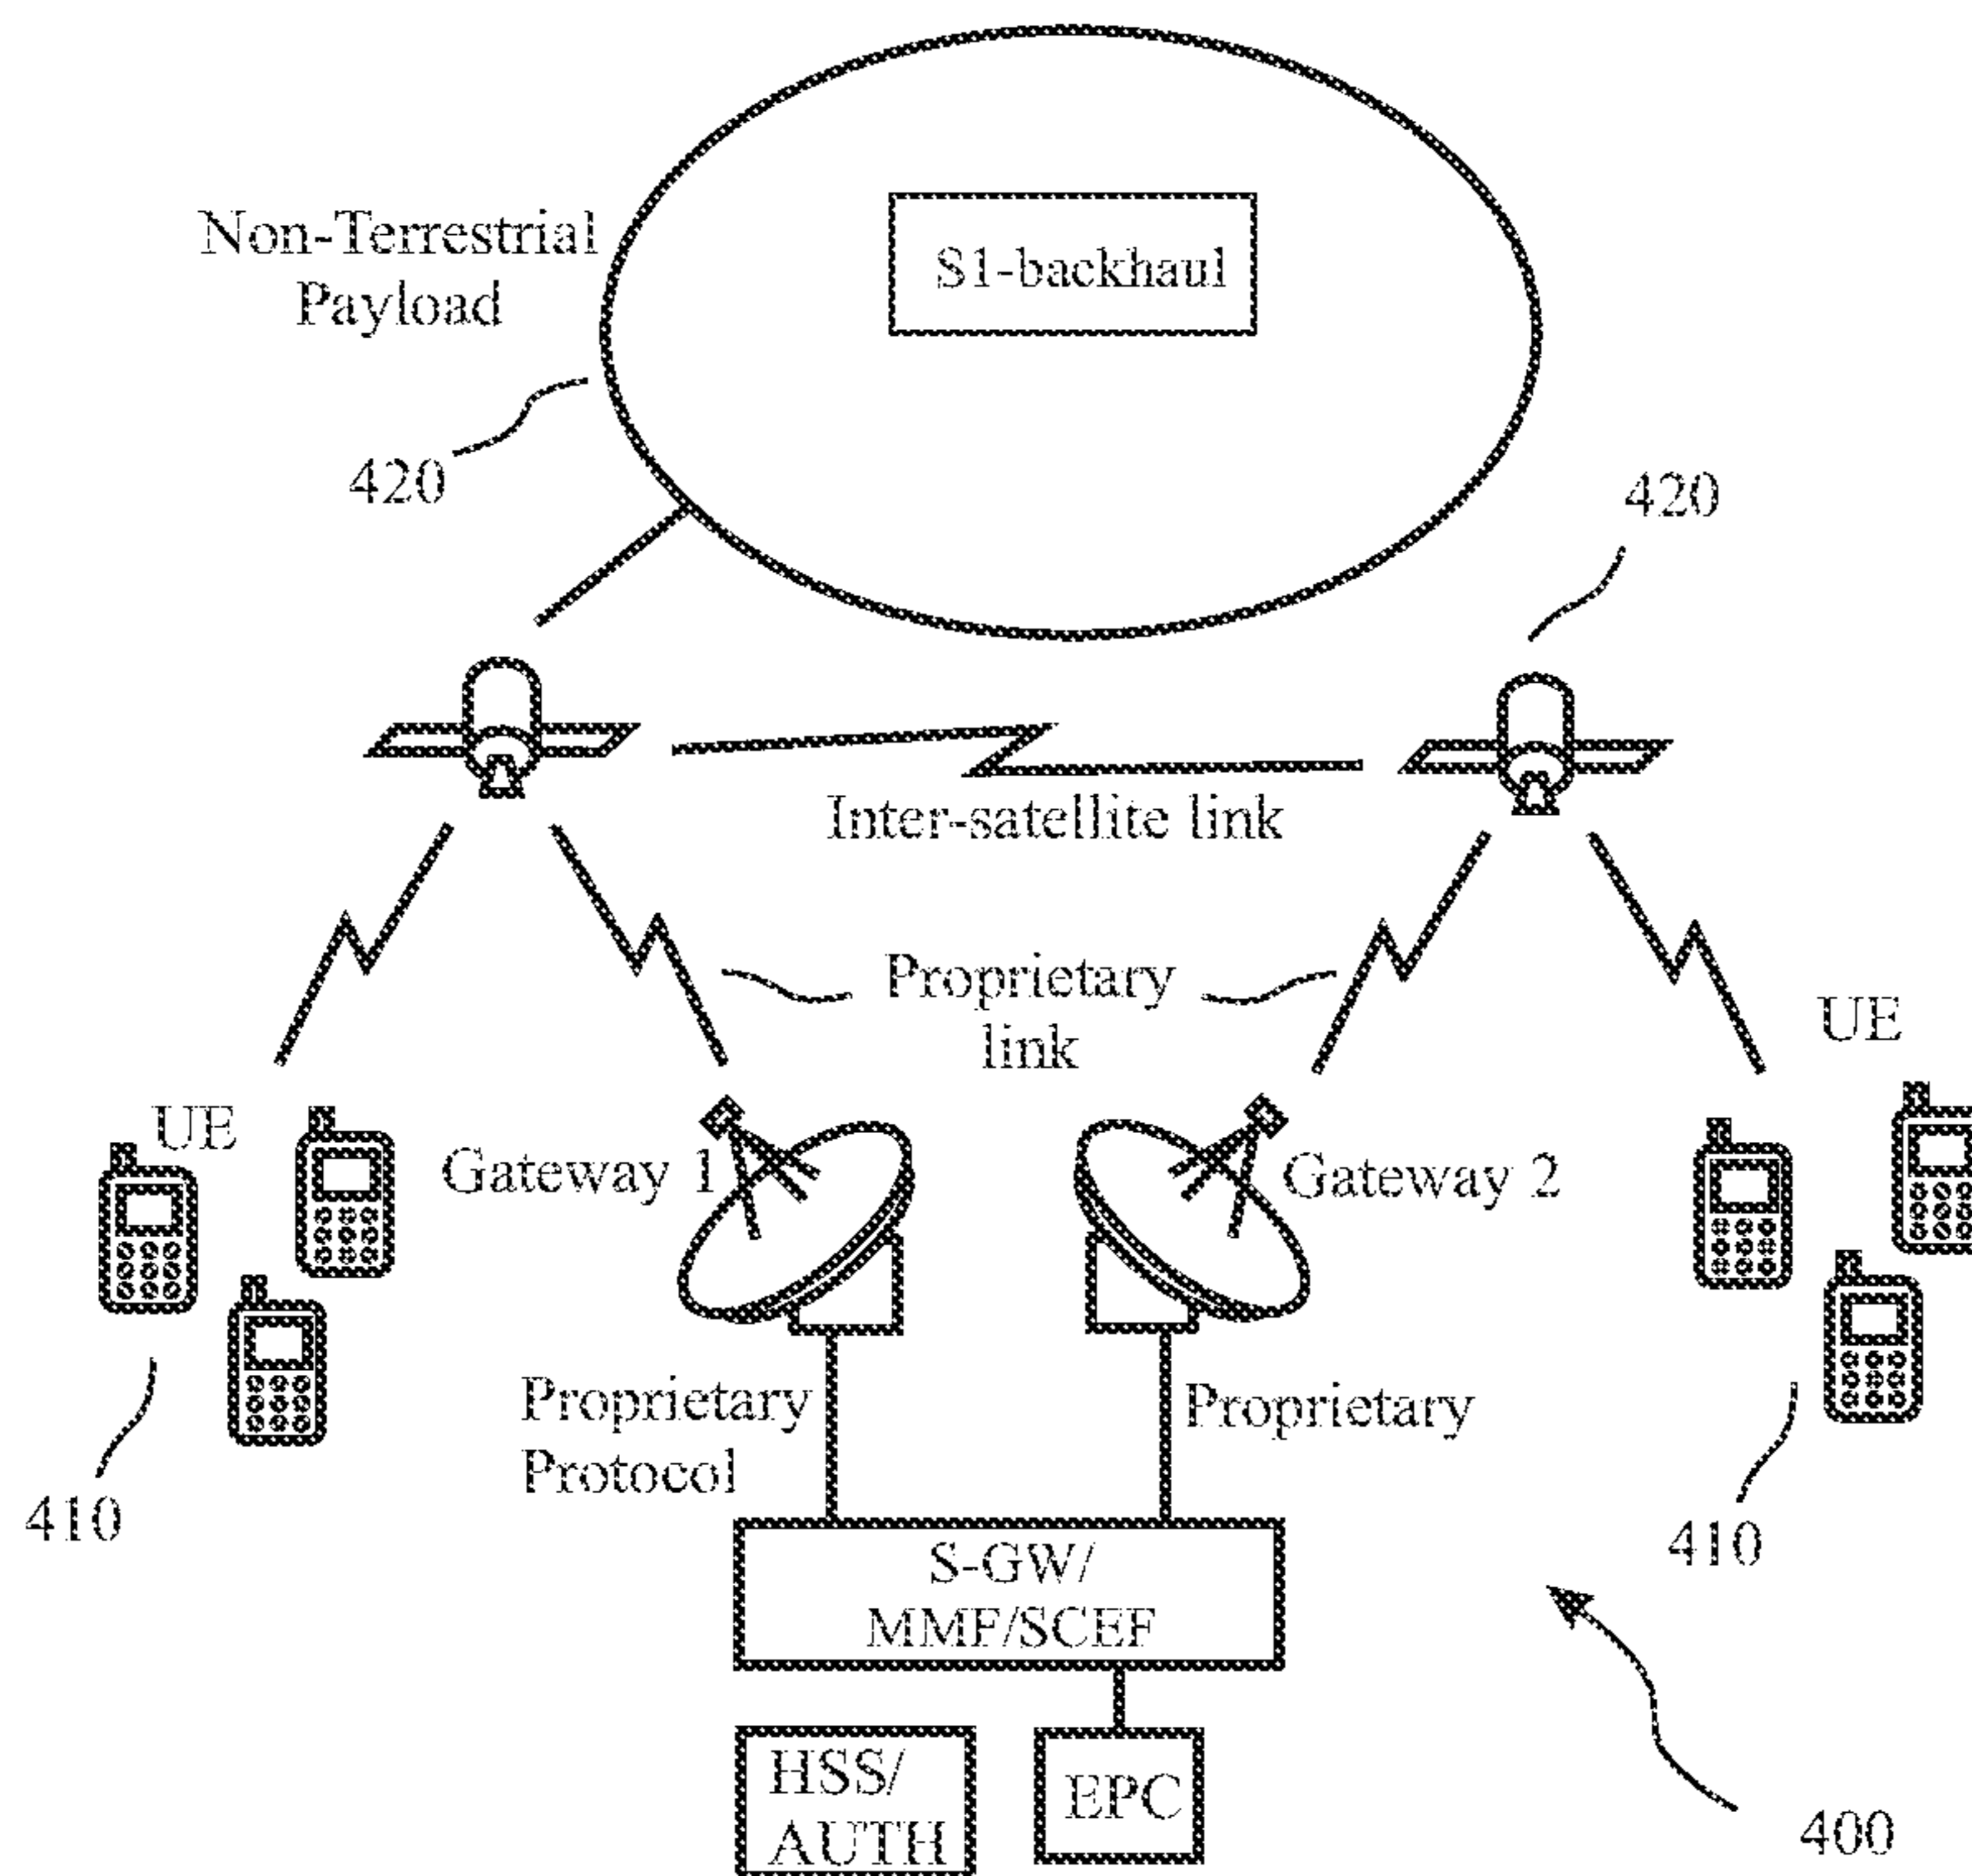 Non-Terrestrial
Payload
S1-backhaul
420
420
Inter-satellite link
Proprietary
link
UE
UE
Gateway 1
Gateway 2
Proprietary
Protocol
Proprietary
410
410
S-GW/
MMF/SCEF
HSS/
AUTH
EPC
400